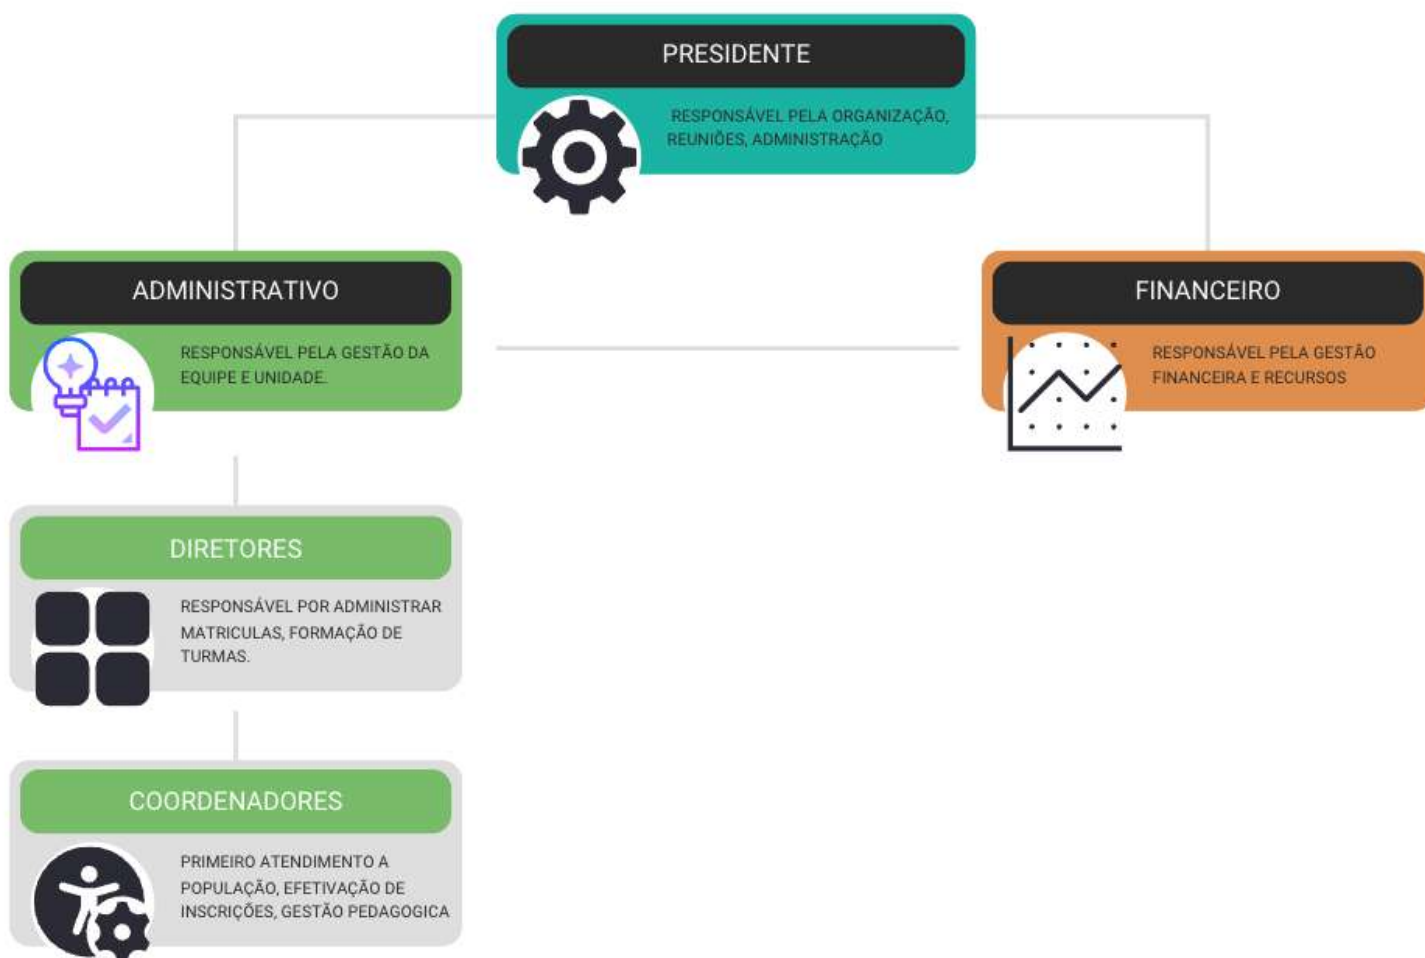 PRESIDENTE
RESPONSÁVEL PELA ORGANIZAÇÃO,
REUNIÕES, ADMINISTRAÇÃO
ADMINISTRATIVO
RESPONSÁVEL PELA GESTÃO DA
EQUIPE E UNIDADE.
FINANCEIRO
RESPONSÁVEL PELA GESTÃO
FINANCEIRA E RECURSOS
DIRETORES
RESPONSÁVEL POR ADMINISTRAR
MATRICULAS, FORMAÇÃO DE
TURMAS.
COORDENADORES
PRIMEIRO ATENDIMENTO A
POPULAÇÃO, EFETIVAÇÃO DE
INSCRIÇÕES, GESTÃO PEDAGOGICA